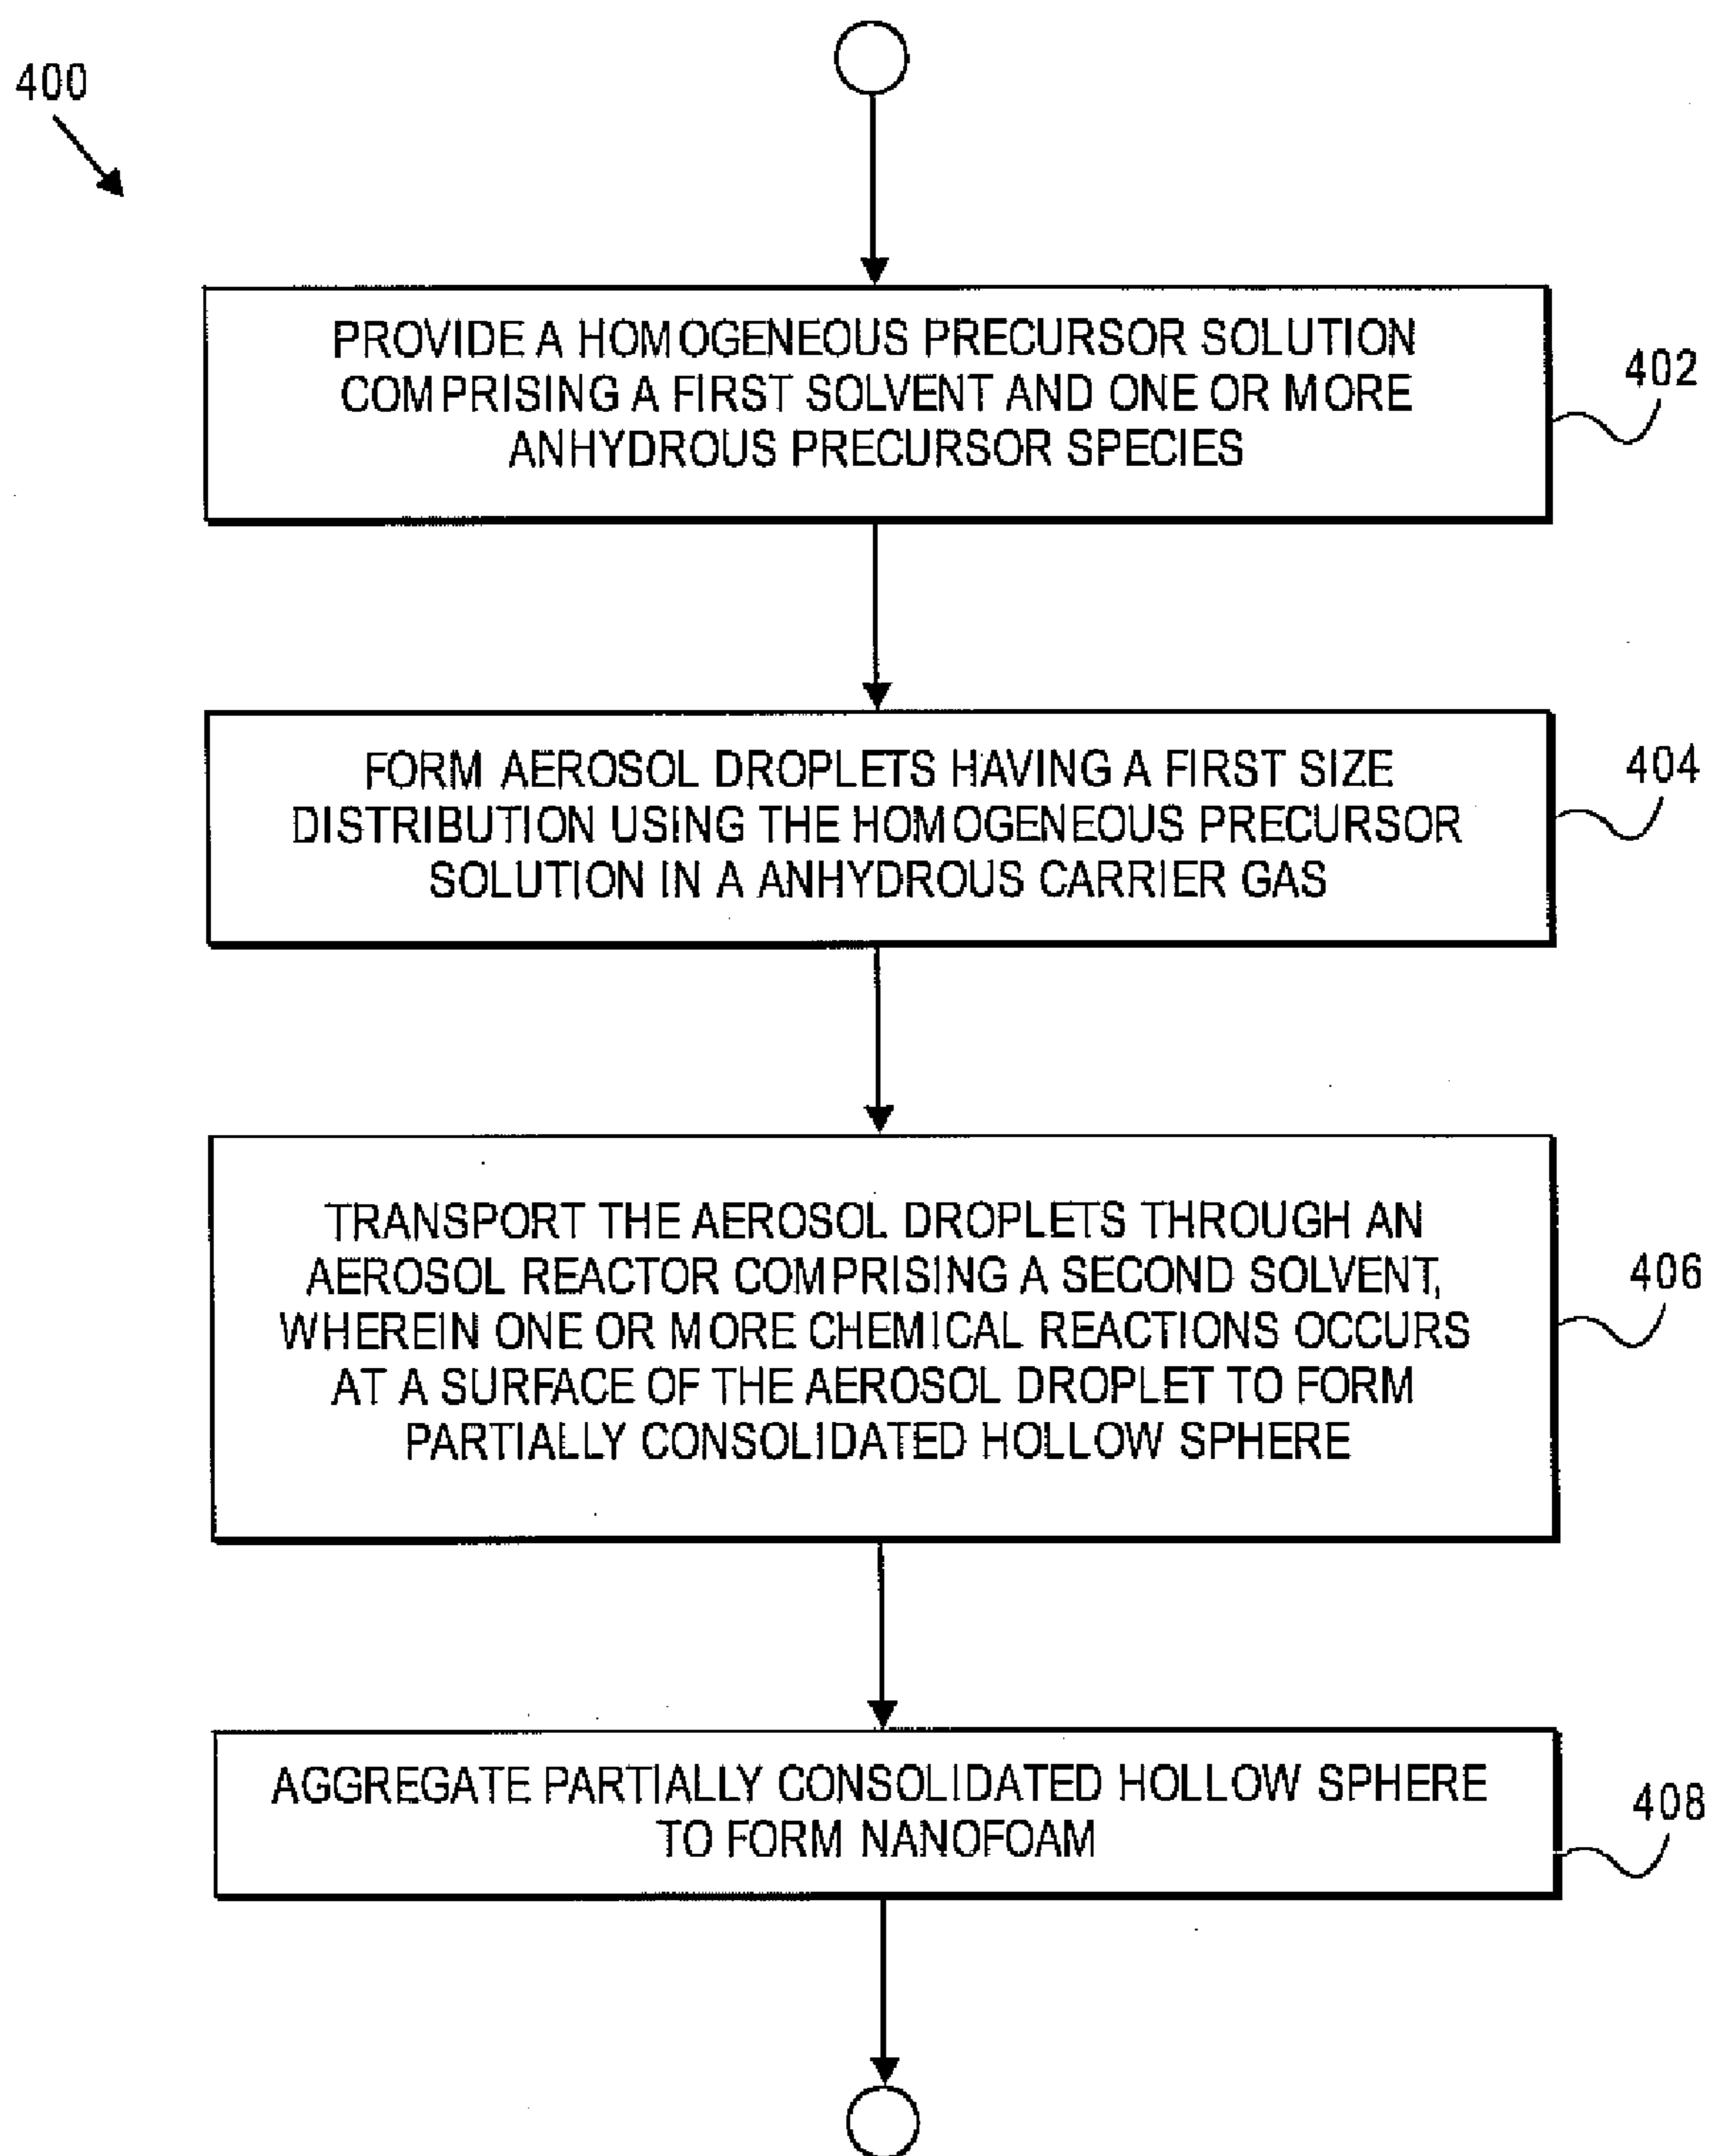 400
PROVIDE A HOMOGENEOUS PRECURSOR SOLUTION
COMPRISING A FIRST SOLVENT AND ONE OR MORE
ANHYDROUS PRECURSOR SPECIES
402
FORM AEROSOL DROPLETS HAVING A FIRST SIZE
DISTRIBUTION USING THE HOMOGENEOUS PRECURSOR
SOLUTION IN A ANHYDROUS CARRIER GAS
404
TRANSPORT THE AEROSOL DROPLETS THROUGH AN
AEROSOL REACTOR COMPRISING A SECOND SOLVENT,
WHEREIN ONE OR MORE CHEMICAL REACTIONS OCCURS
AT A SURFACE OF THE AEROSOL DROPLET TO FORM
PARTIALLY CONSOLIDATED HOLLOW SPHERE
406
AGGREGATE PARTIALLY CONSOLIDATED HOLLOW SPHERE
TO FORM NANOFOAM
408